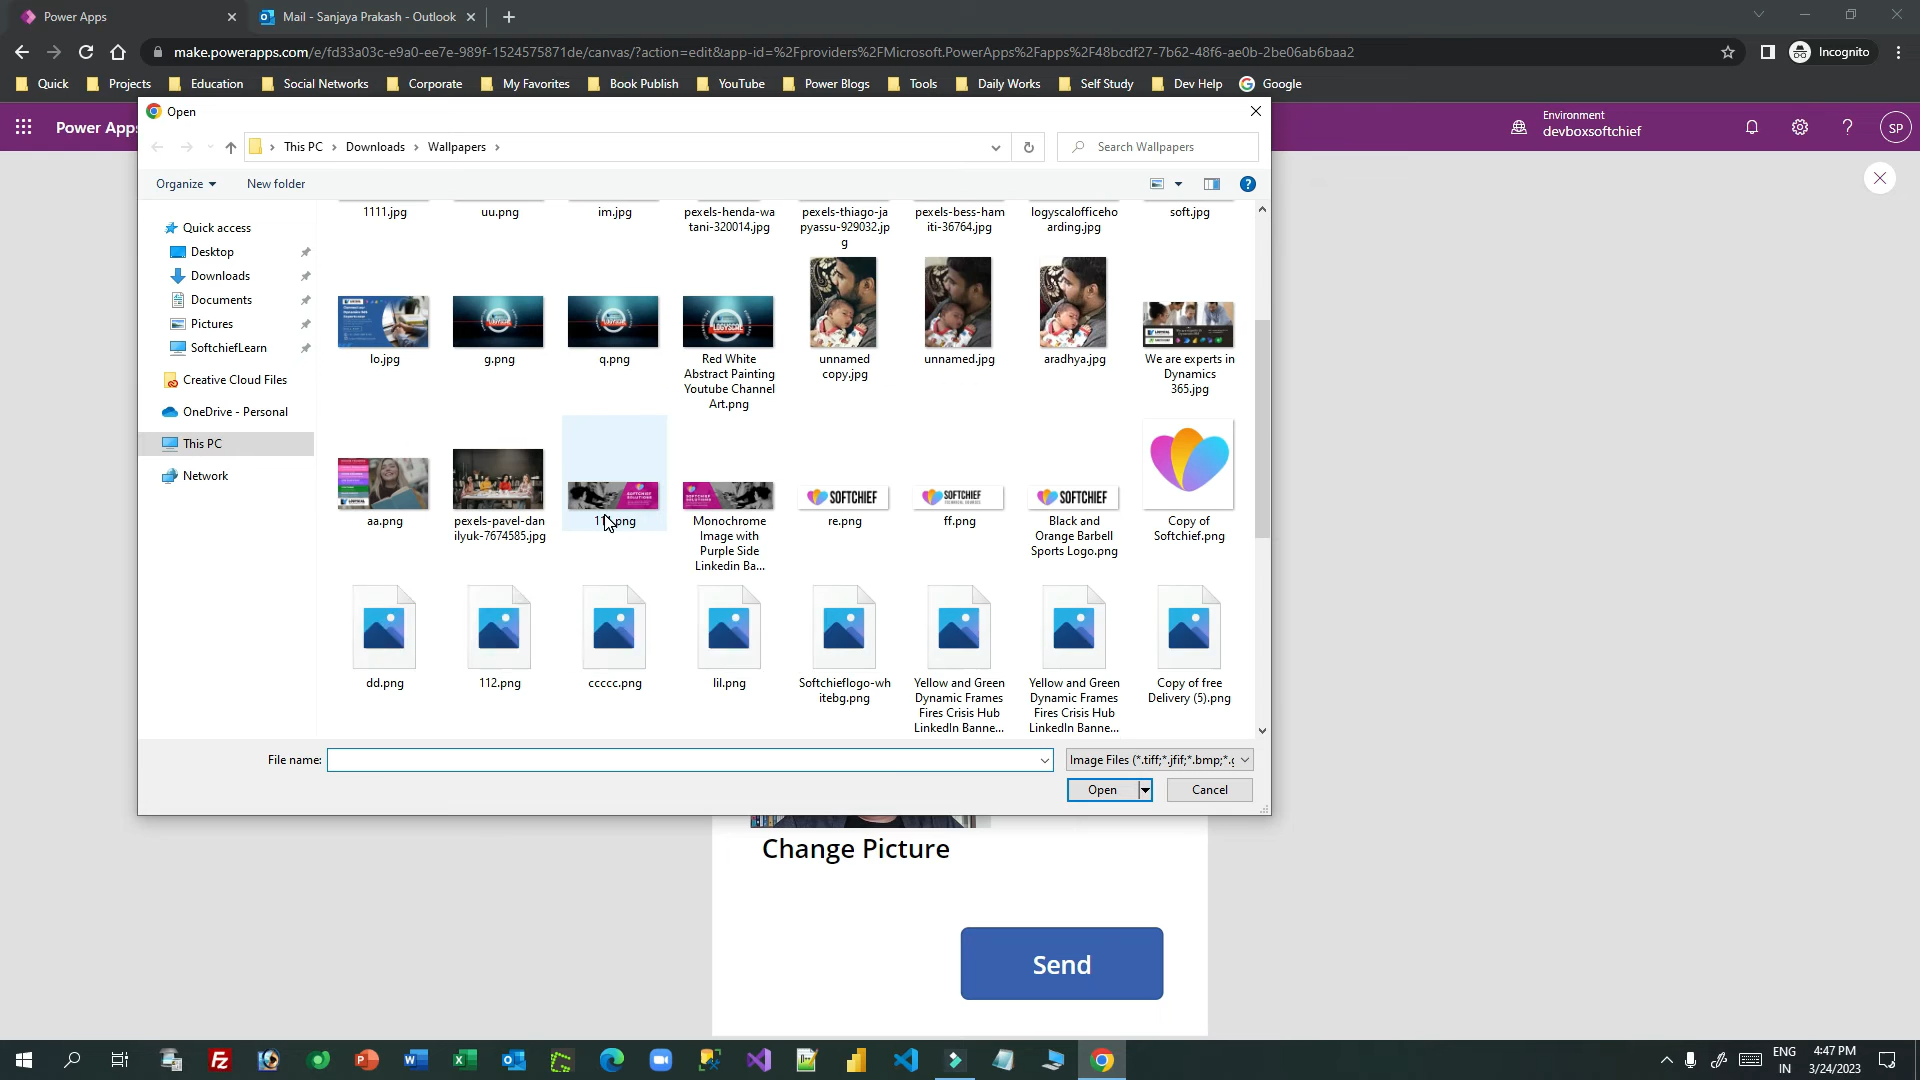 Power Apps
Mail - Sanjaya Prakash - Outlook
make.powerapps.com/e/fd33a03c-e9a0-ee7e-989f-1524575871de/canvas/?action=edit&app-id=%2Fproviders%2FMicrosoft.PowerApps%2Fapps%2F48bcdf27-7b62-48f6-ae0b-2be06ab6baa2
Incognito
Quick
Projects
Education
Social Networks
Corporate
My Favorites
Book Publish
YouTube
Power Blogs
Tools
Daily Works
Self Study
Dev Help
Google
Power Apps
Environment
devboxsoftchief
SP
Open
This PC
Downloads
Wallpapers
Search Wallpapers
Organize
New folder
Quick access
Desktop
Downloads
Documents
Pictures
SoftchiefLearn
Creative Cloud Files
OneDrive - Personal
This PC
Network
1111.jpg
uu.png
im.jpg
pexels-henda-wa
tani-320014.jpg
pexels-thiago-ja
pyassu-929032.jp
g
pexels-bess-ham
iti-36764.jpg
logyscalofficeho
arding.jpg
soft.jpg
lo.jpg
g.png
q.png
Red White
Abstract Painting
Youtube Channel
Art.png
unnamed
copy.jpg
unnamed.jpg
aradhya.jpg
We are experts in
Dynamics
365.jpg
SOFTCHIEF
SOFTCHIEF
SOFTCHIEF
aa.png
pexels-pavel-dan
ilyuk-7674585.jpg
Monochrome
Image with
Purple Side
Linkedin Ba...
re.png
ff.png
Black and
Orange Barbell
Sports Logo.png
Copy of
Softchief.png
dd.png
112.png
ccccc.png
lil.png
Softchieflogo-wh
itebg.png
Yellow and Green
Dynamic Frames
Fires Crisis Hub
LinkedIn Banne...
Yellow and Green
Dynamic Frames
Fires Crisis Hub
LinkedIn Banne...
Copy of free
Delivery (5).png
File name:
Image Files (*.tiff;*.jfif;*.bmp;*.g
Open
Cancel
Change Picture
Send
ENG
IN
4:47 PM
3/24/2023